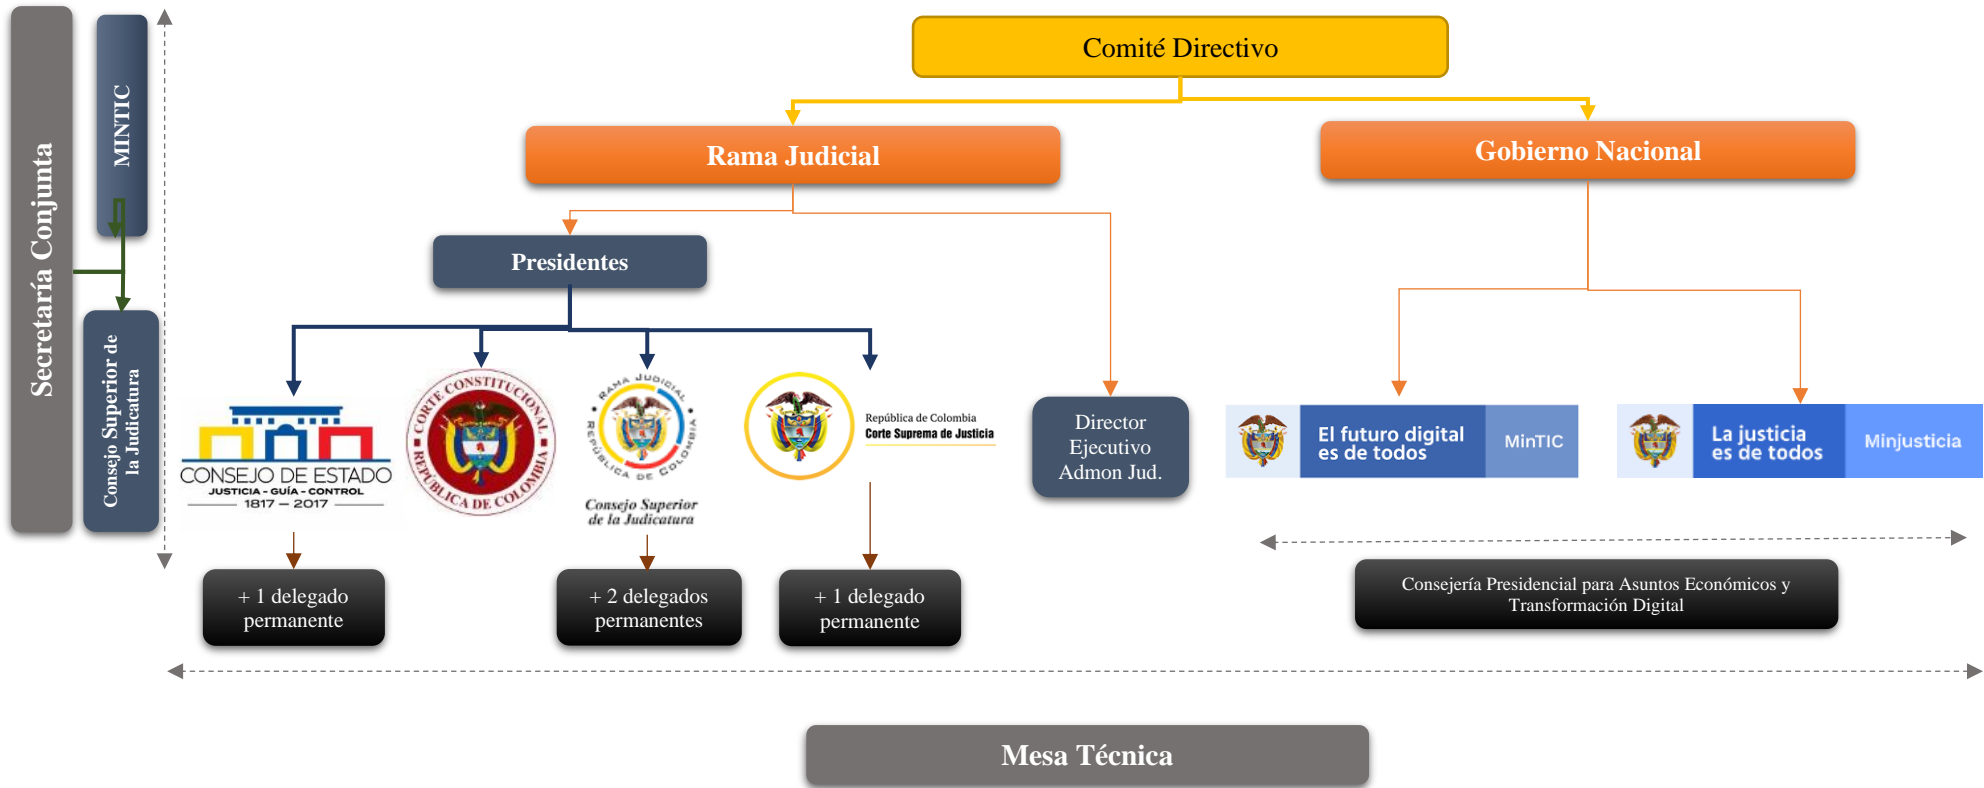 Secretaría Conjunta
MINTIC
Consejo Superior de
la Judicatura
Comité Directivo
Rama Judicial
Gobierno Nacional
Presidentes
CONSEJO DE ESTADO
JUSTICIA - GUÍA - CONTROL
1817 – 2017
CORTE CONSTITUCIONAL
REPÚBLICA DE COLOMBIA
RAMA JUDICIAL
REPÚBLICA DE COLOMBIA
Consejo Superior
de la Judicatura
República de Colombia
Corte Suprema de Justicia
Director
Ejecutivo
Admon Jud.
El futuro digital
es de todos
MinTIC
La justicia
es de todos
Minjusticia
+ 1 delegado
permanente
+ 2 delegados
permanentes
+ 1 delegado
permanente
Consejería Presidencial para Asuntos Económicos y
Transformación Digital
Mesa Técnica